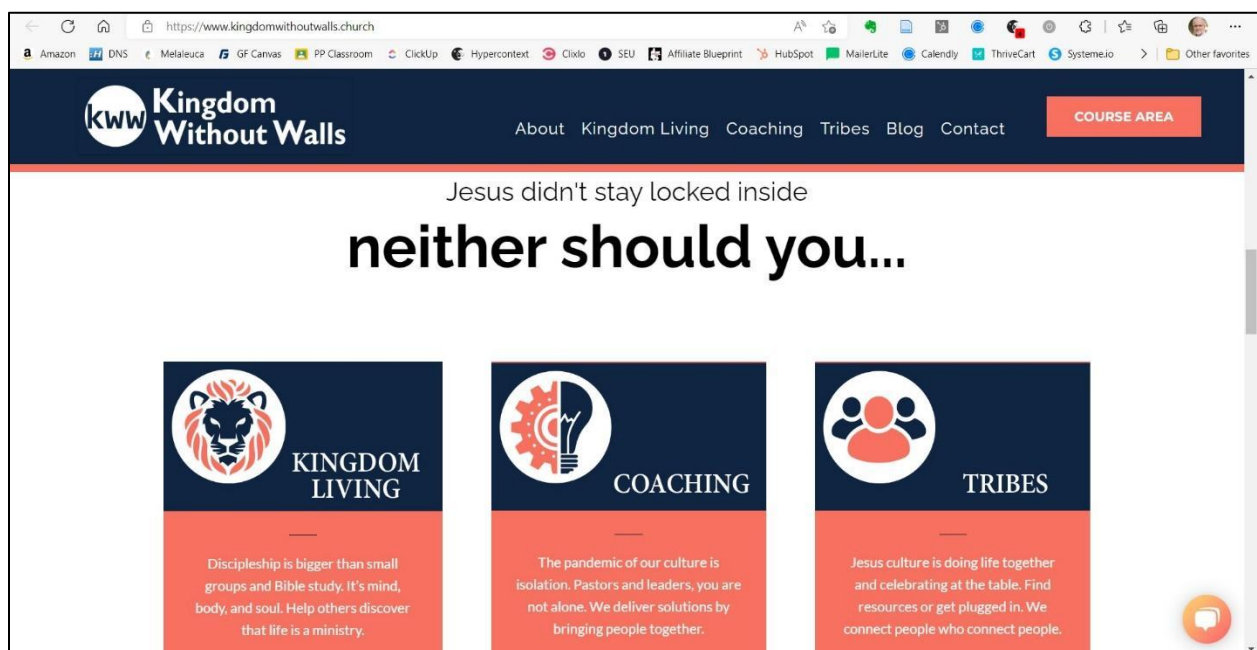 https://www.kingdomwithoutwalls.church
Amazon DNS Melaleuca GF Canvas PP Classroom ClickUp Hypercontext Clixlo SEU Affiliate Blueprint HubSpot MailerLite Calendly ThriveCart Systeme.io Other favorites
kww Kingdom
Without Walls
About Kingdom Living Coaching Tribes Blog Contact
COURSE AREA
Jesus didn't stay locked inside
neither should you...
KINGDOM
LIVING
Discipleship is bigger than small
groups and Bible study. It's mind,
body, and soul. Help others discover
that life is a ministry.
COACHING
The pandemic of our culture is
isolation. Pastors and leaders, you are
not alone. We deliver solutions by
bringing people together.
TRIBES
Jesus culture is doing life together
and celebrating at the table. Find
resources or get plugged in. We
connect people who connect people.